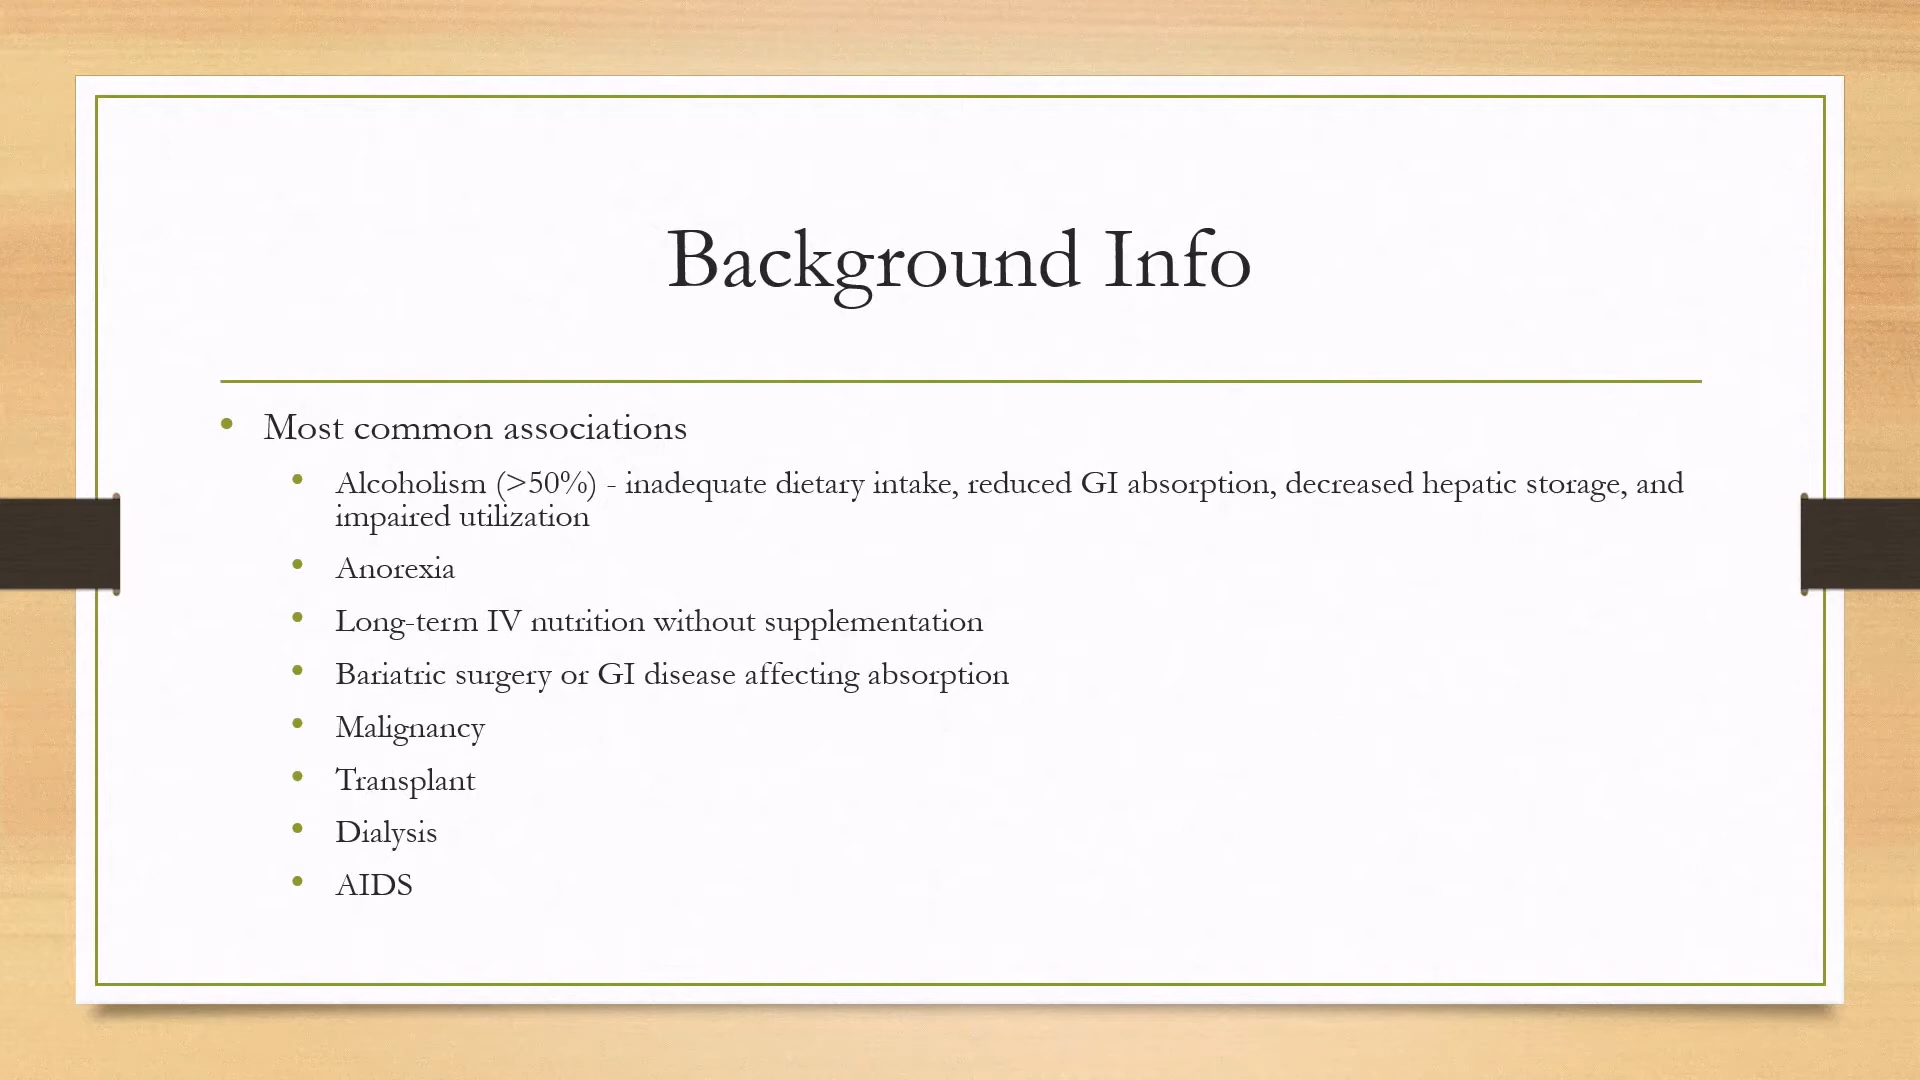 Background Info
• Most common associations
• Alcoholism (>50%) - inadequate dietary intake, reduced GI absorption, decreased hepatic storage, and
impaired utilization
• Anorexia
• Long-term IV nutrition without supplementation
• Bariatric surgery or GI disease affecting absorption
• Malignancy
• Transplant
• Dialysis
• AIDS